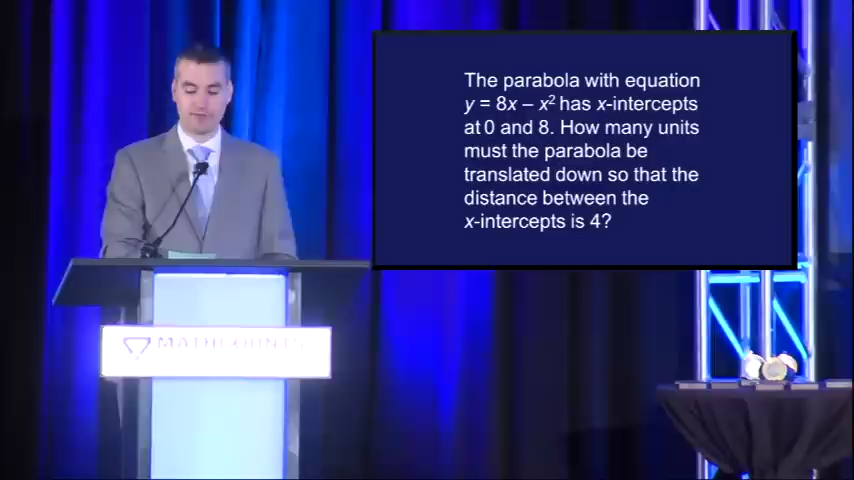 The parabola with equation
y = 8x – x² has x-intercepts
at 0 and 8. How many units
must the parabola be
translated down so that the
distance between the
x-intercepts is 4?
MATHCOUNTS